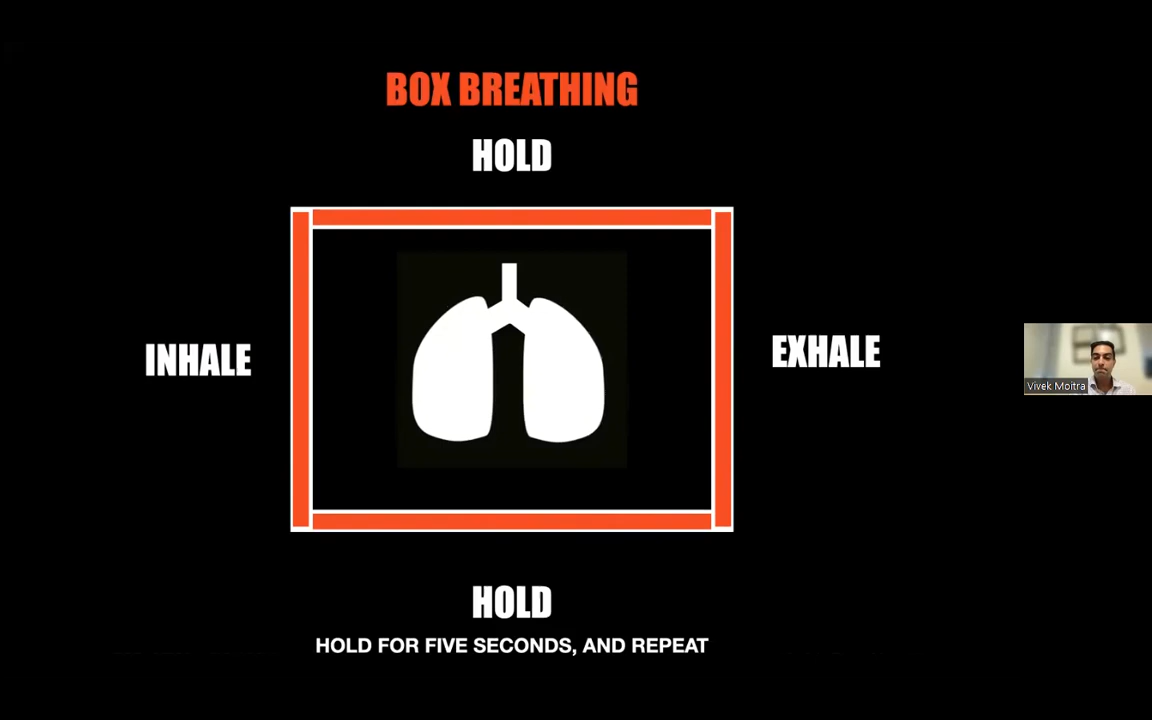 BOX BREATHING
HOLD
INHALE
EXHALE
Vivek Moitra
HOLD
HOLD FOR FIVE SECONDS, AND REPEAT